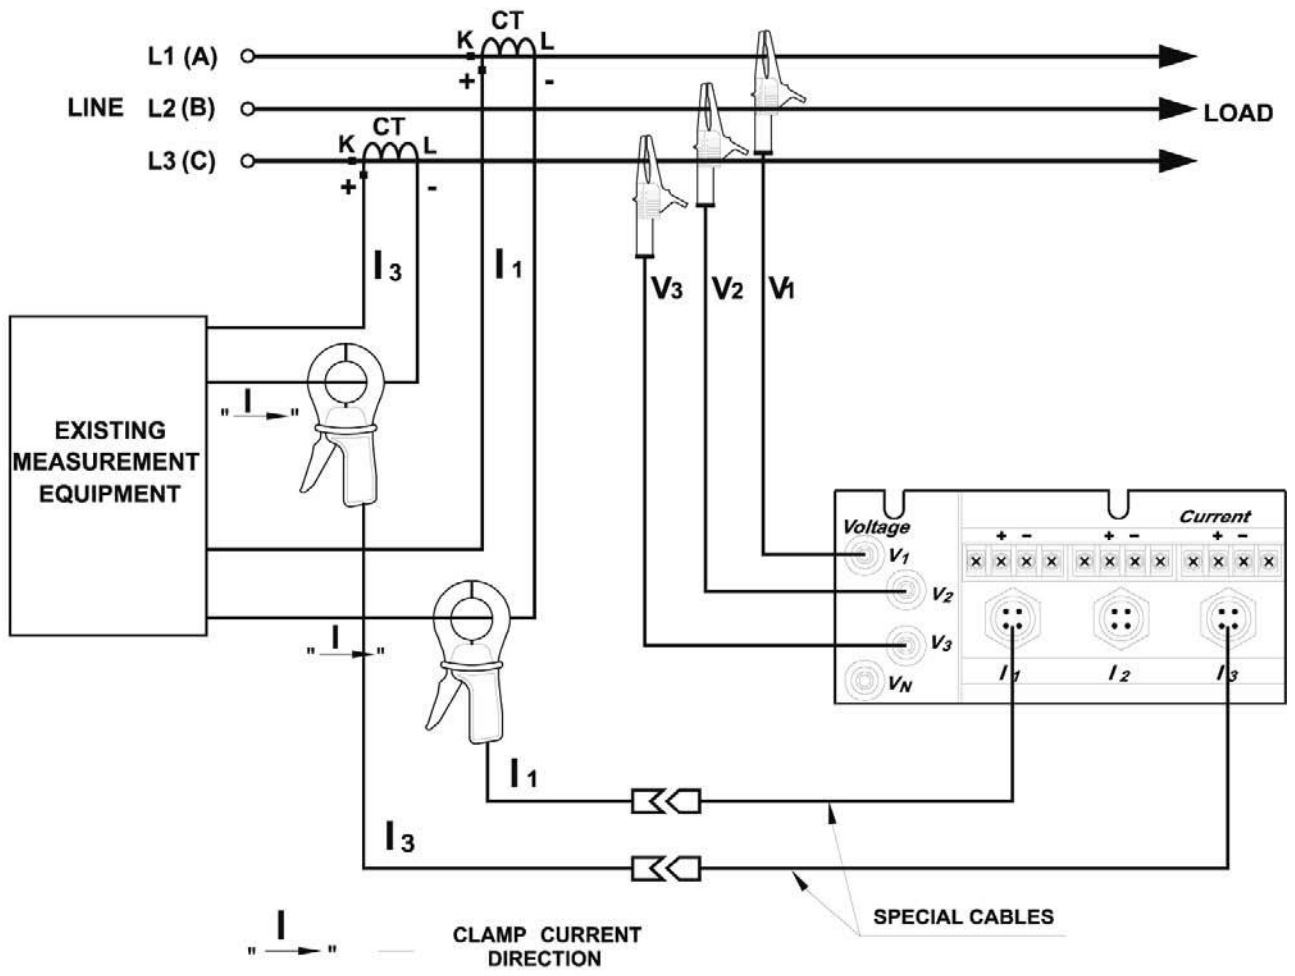 CT
K L
L1 (A)
+ -
LINE L2 (B) LOAD
CT
K L
L3 (C)
+ -
I3 I1
V3 V2 V1
" I "
EXISTING
MEASUREMENT
EQUIPMENT
Voltage Current
+ - + - + -
V1
V2
V3
VN
I1 I2 I3
" I "
I1
I3
SPECIAL CABLES
" I " — CLAMP CURRENT
DIRECTION